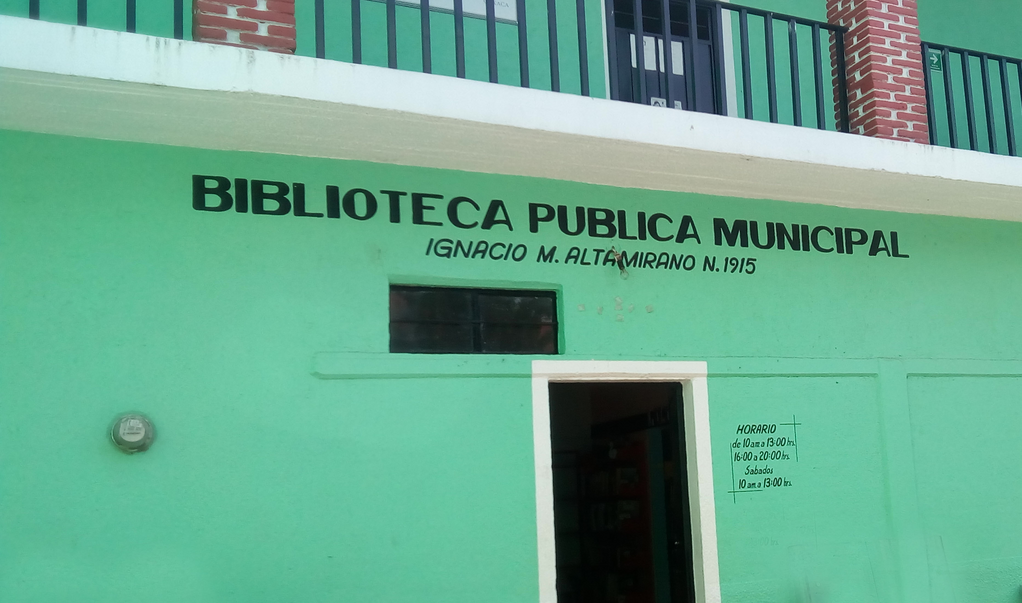 BIBLIOTECA PUBLICA MUNICIPAL
IGNACIO M. ALTAMIRANO N. 1915
HORARIO
de 10 am a 13:00 hrs.
16:00 a 20:00 hrs.
Sabados
10 am a 13:00 hrs.